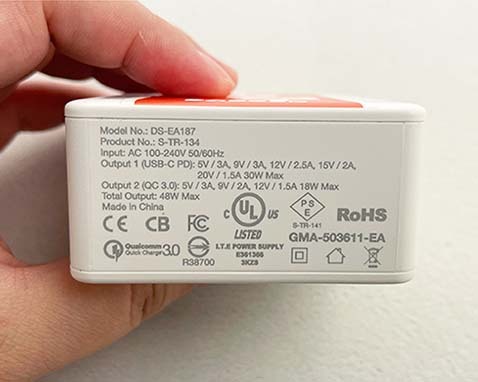 Model No.: DS-EA187
Product No.: S-TR-134
Input: AC 100-240V 50/60Hz
Output 1 (USB-C PD): 5V / 3A, 9V / 3A, 12V / 2.5A, 15V / 2A,
20V / 1.5A 30W Max
Output 2 (QC 3.0): 5V / 3A, 9V / 2A, 12V / 1.5A 18W Max
Total Output: 48W Max
Made in China
CE CB FC c UL US
LISTED
PSE
S-TR-141
RoHS
Qualcomm 3.0
Quick Charge
R38700
I.T.E POWER SUPPLY
E361366
3KZS
GMA-503611-EA